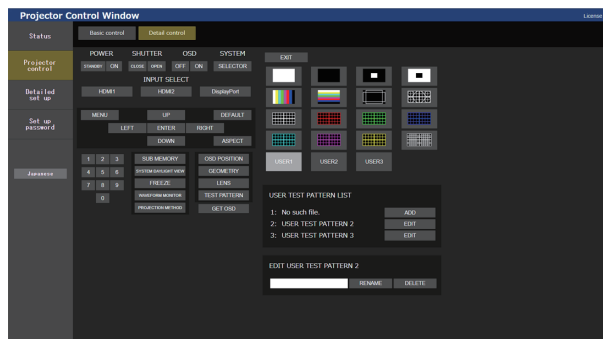 Projector Control Window
License
Status
Projector control
Detailed set up
Set up password
Japanese
Basic control
Detail control
POWER
SHUTTER
OSD
SYSTEM
STANDBY
ON
CLOSE
OPEN
OFF
ON
SELECTOR
INPUT SELECT
HDMI1
HDMI2
DisplayPort
MENU
UP
DEFAULT
LEFT
ENTER
RIGHT
DOWN
ASPECT
1 2 3
4 5 6
7 8 9
0
SUB MEMORY
SYSTEM DAYLIGHT VIEW
FREEZE
WAVEFORM MONITOR
PROJECTION METHOD
OSD POSITION
GEOMETRY
LENS
TEST PATTERN
GET OSD
EXIT
USER1
USER2
USER3
USER TEST PATTERN LIST
1: No such file.
ADD
2: USER TEST PATTERN 2
EDIT
3: USER TEST PATTERN 3
EDIT
EDIT USER TEST PATTERN 2
RENAME
DELETE